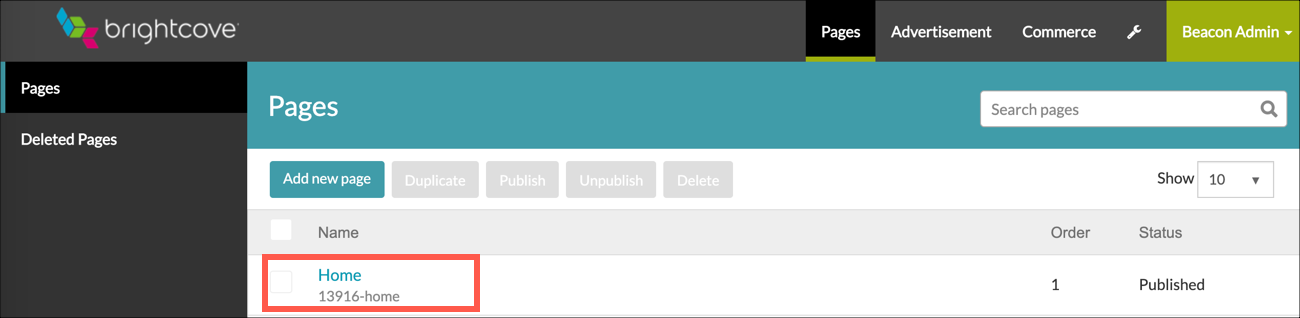 brightcove
Pages Advertisement Commerce Beacon Admin
Pages
Deleted Pages
Pages
Search pages
Add new page Duplicate Publish Unpublish Delete Show 10
Name Order Status
Home
13916-home
1 Published